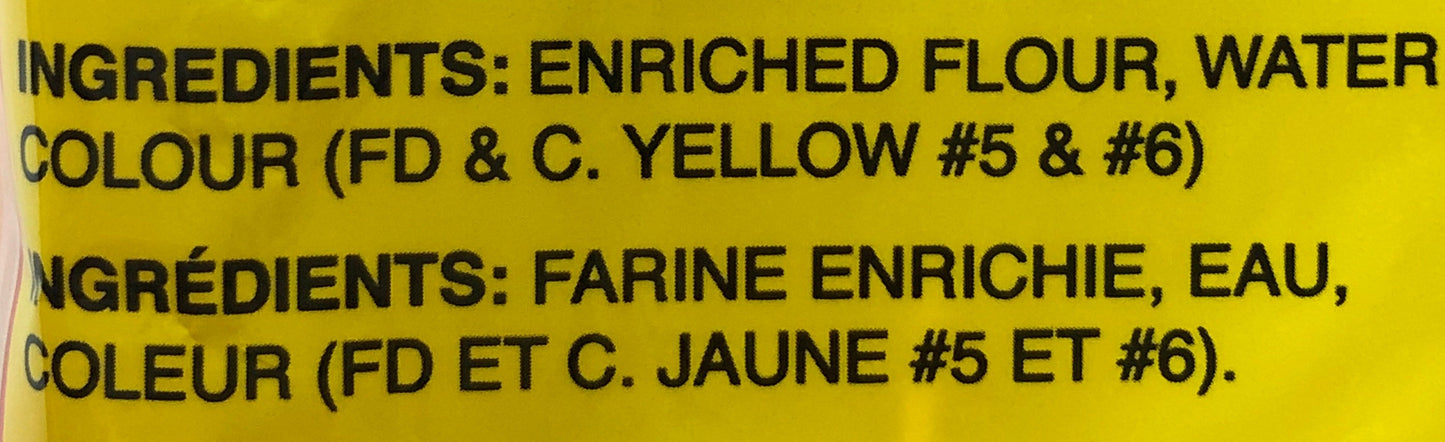 INGREDIENTS: ENRICHED FLOUR, WATER
COLOUR (FD & C. YELLOW #5 & #6)
INGRÉDIENTS: FARINE ENRICHIE, EAU,
COLEUR (FD ET C. JAUNE #5 ET #6).